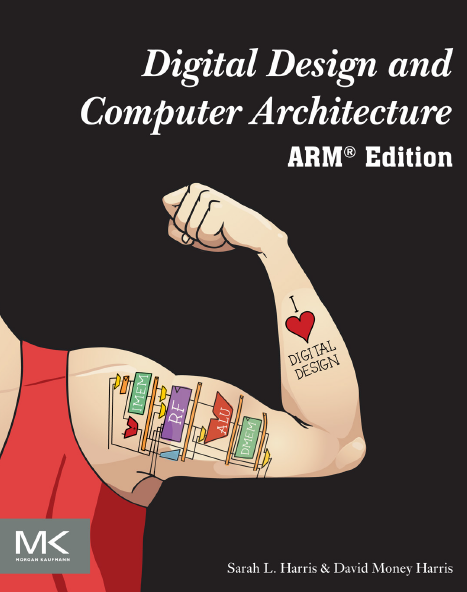 Digital Design and
Computer Architecture
ARM® Edition
I
DIGITAL
DESIGN
IMEM
RF
ALU
DMEM
MK
MORGAN KAUFMANN
Sarah L. Harris & David Money Harris